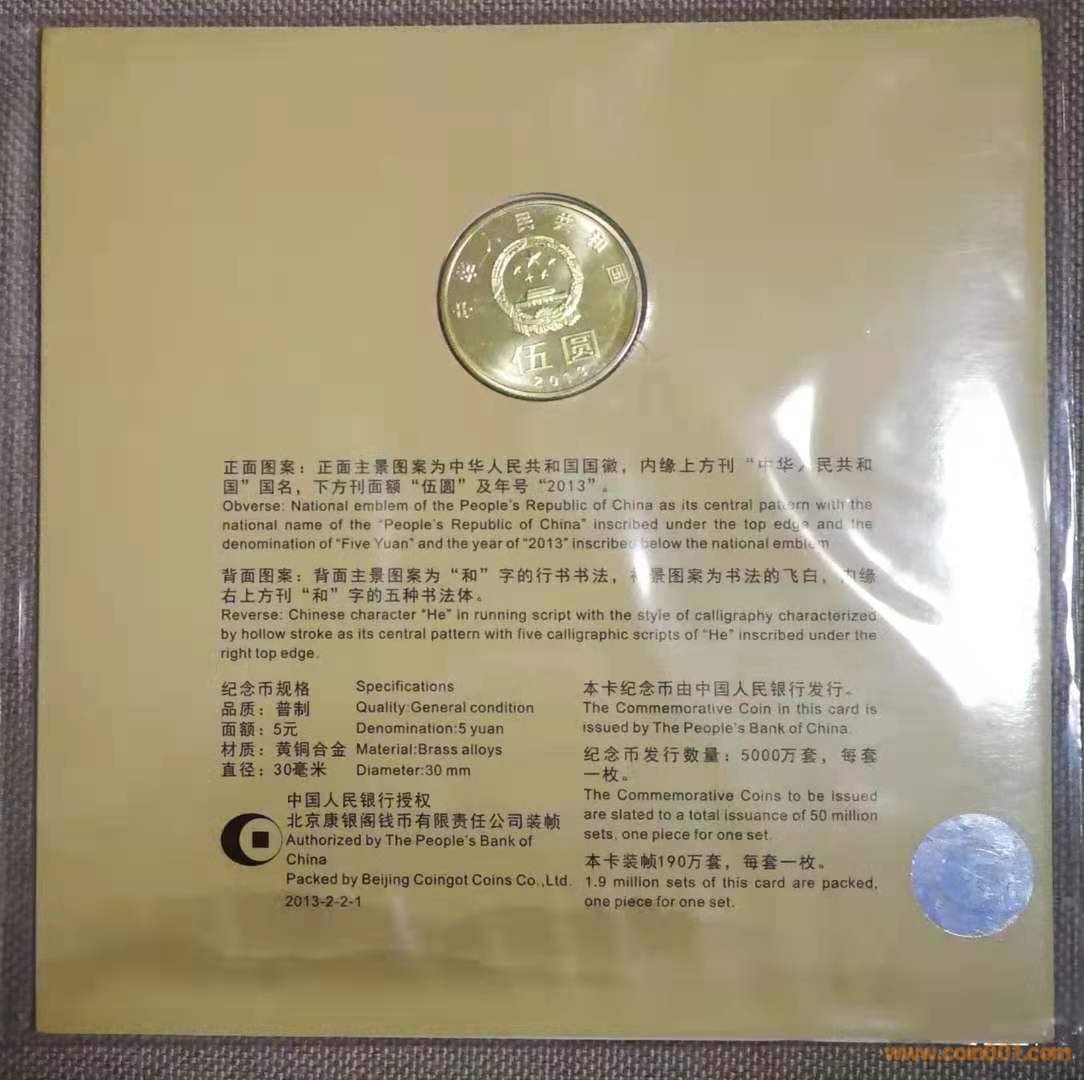 中华人民共和国
伍圆
2013
正面图案：正面主景图案为中华人民共和国国徽，内缘上方刊“中华人民共和
国”国名，下方刊面额“伍圆”及年号“2013”。
Obverse: National emblem of the People's Republic of China as its central pattern with the
national name of the “People's Republic of China” inscribed under the top edge and the
denomination of “Five Yuan” and the year of “2013” inscribed below the national emblem
背面图案：背面主景图案为“和”字的行书书法，衬景图案为书法的飞白，内缘
右上方刊“和”字的五种书法体。
Reverse: Chinese character “He” in running script with the style of calligraphy characterized
by hollow stroke as its central pattern with five calligraphic scripts of “He” inscribed under the
right top edge.
纪念币规格 Specifications
品质：普制 Quality:General condition
面额：5元 Denomination:5 yuan
材质：黄铜合金 Material:Brass alloys
直径：30毫米 Diameter:30 mm
中国人民银行授权
北京康银阁钱币有限责任公司装帧
Authorized by The People's Bank of
China
Packed by Beijing Coingot Coins Co.,Ltd.
2013-2-2-1
本卡纪念币由中国人民银行发行。
The Commemorative Coin in this card is
issued by The People's Bank of China.
纪念币发行数量：5000万套，每套
一枚。
The Commemorative Coins to be issued
are slated to a total issuance of 50 million
sets, one piece for one set.
本卡装帧190万套，每套一枚。
1.9 million sets of this card are packed,
one piece for one set.
www.coin001.com